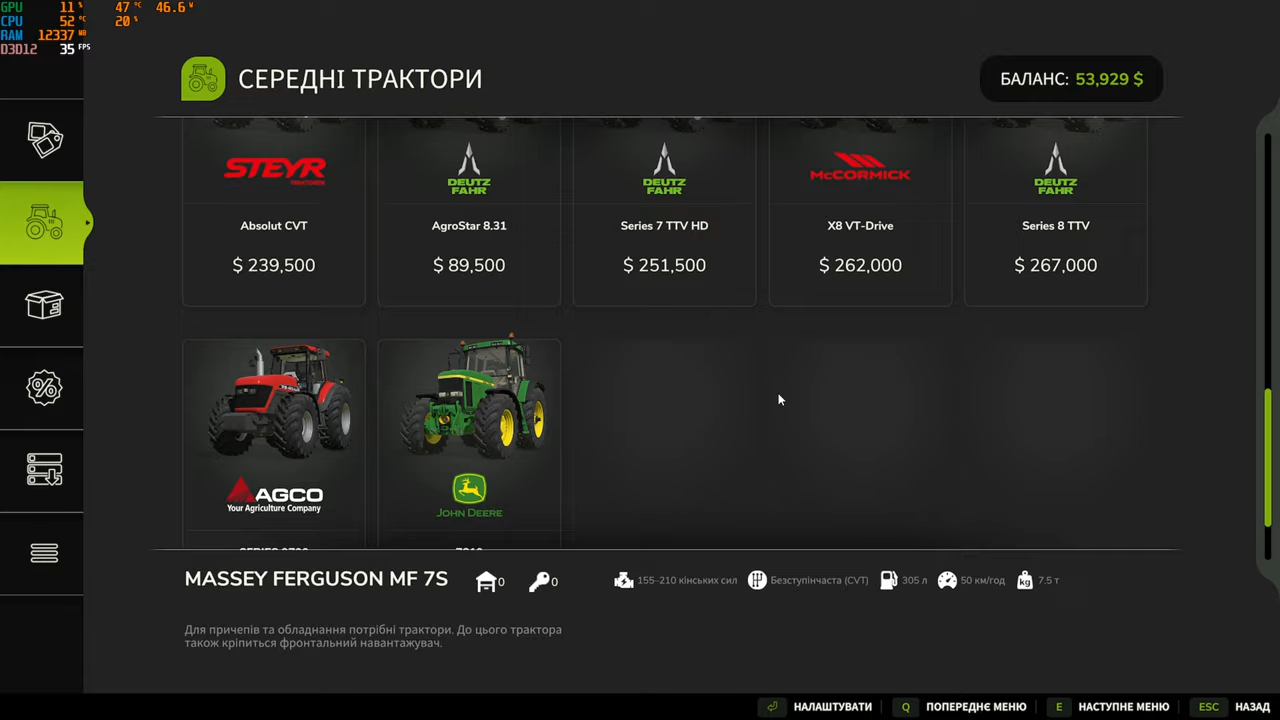 GPU 11 % 47 °C 46.6 W
CPU 52 °C 20 %
RAM 12337 MB
D3D12 35 FPS
СЕРЕДНІ ТРАКТОРИ
БАЛАНС: 53,929 $
STEYR
TRAKTOREN
DEUTZ
FAHR
DEUTZ
FAHR
McCORMICK
DEUTZ
FAHR
Absolut CVT
AgroStar 8.31
Series 7 TTV HD
X8 VT-Drive
Series 8 TTV
$ 239,500
$ 89,500
$ 251,500
$ 262,000
$ 267,000
AGCO
Your Agriculture Company
JOHN DEERE
MASSEY FERGUSON MF 7S
0
0
155–210 кінських сил
Безступінчаста (CVT)
305 л
50 км/год
kg 7.5 т
Для причепів та обладнання потрібні трактори. До цього трактора
також кріпиться фронтальний навантажувач.
НАЛАШТУВАТИ
Q ПОПЕРЕДНЄ МЕНЮ
E НАСТУПНЕ МЕНЮ
ESC НАЗАД